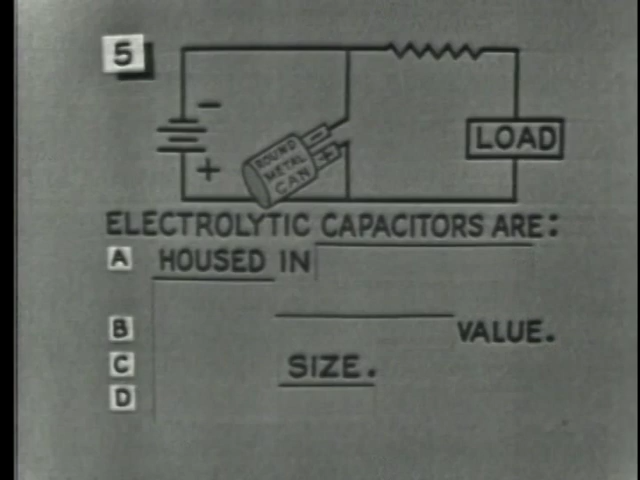 5
-
+
ROUND
METAL
CAN
-
+
LOAD
ELECTROLYTIC CAPACITORS ARE:
A HOUSED IN
B VALUE.
C SIZE.
D